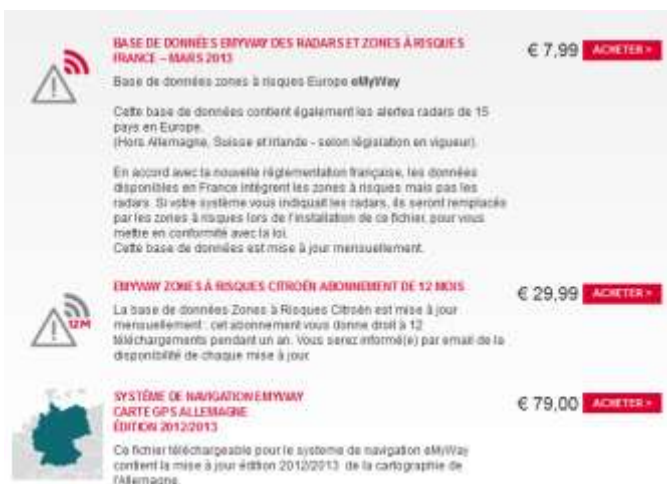 BASE DE DONNÉES EMYWAY DES RADARS ET ZONES À RISQUES
FRANCE – MARS 2013
€ 7,99 ACHETER >
Base de données zones à risques Europe eMyWay
Cette base de données contient également les alertes radars de 15
pays en Europe.
(Hors Allemagne, Suisse et Irlande - selon législation en vigueur).
En accord avec la nouvelle réglementation française, les données
disponibles en France intègrent les zones à risques mais pas les
radars. Si votre système vous indiquait les radars, ils seront remplacés
par les zones à risques lors de l'installation de ce fichier, pour vous
mettre en conformité avec la loi.
Cette base de données est mise à jour mensuellement.
EMYWAY ZONES À RISQUES CITROËN ABONNEMENT DE 12 MOIS
€ 29,99 ACHETER >
12M
La base de données Zones à Risques Citroën est mise à jour
mensuellement : cet abonnement vous donne droit à 12
téléchargements pendant un an. Vous serez informé(e) par email de la
disponibilité de chaque mise à jour.
SYSTÈME DE NAVIGATION EMYWAY
CARTE GPS ALLEMAGNE
ÉDITION 2012/2013
€ 79,00 ACHETER >
Ce fichier téléchargeable pour le systeme de navigation eMyWay
contient la mise à jour édition 2012/2013 de la cartographie de
l'Allemagne.